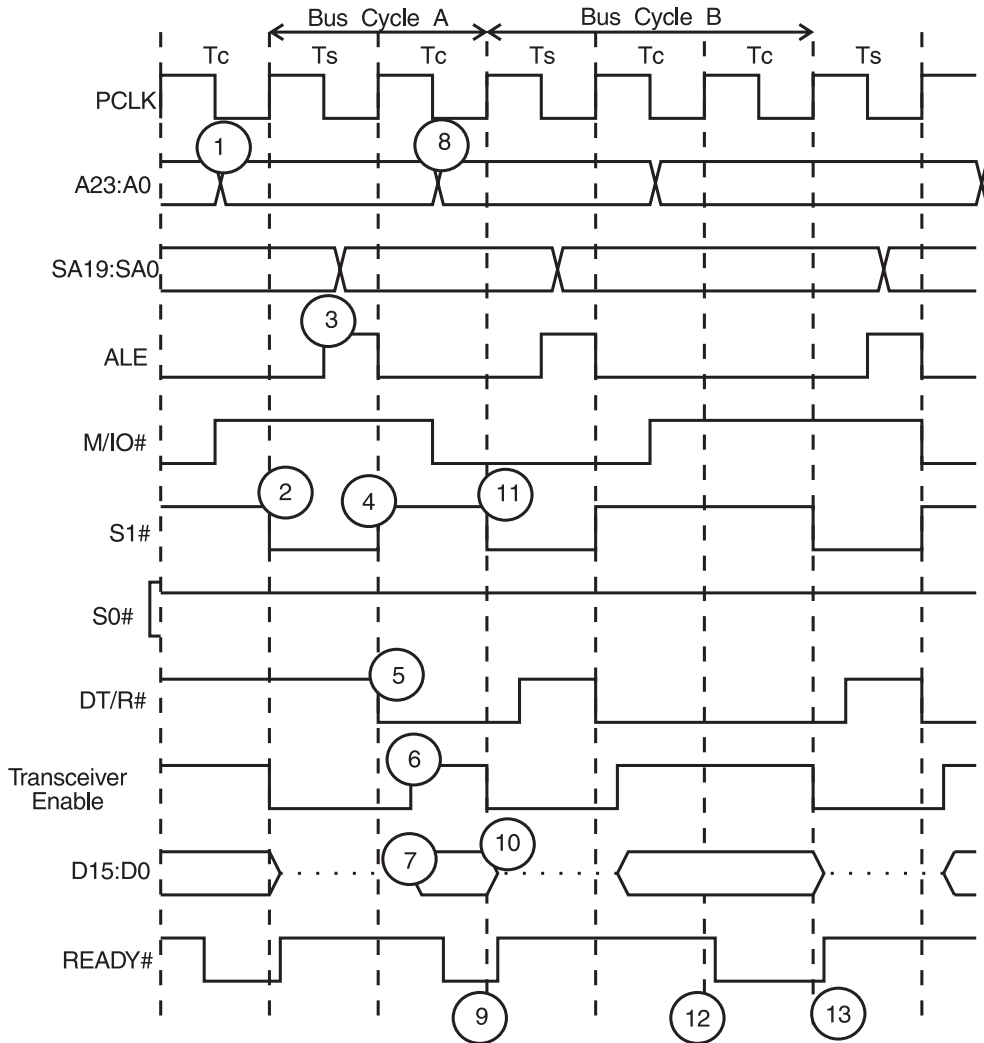 Bus Cycle A Bus Cycle B
Tc Ts Tc Ts Tc Tc Ts
PCLK
1 8
A23:A0
SA19:SA0
3
ALE
M/IO#
2 4 11
S1#
S0#
5
DT/R#
6
Transceiver
Enable
10
7
D15:D0
READY#
9 12 13